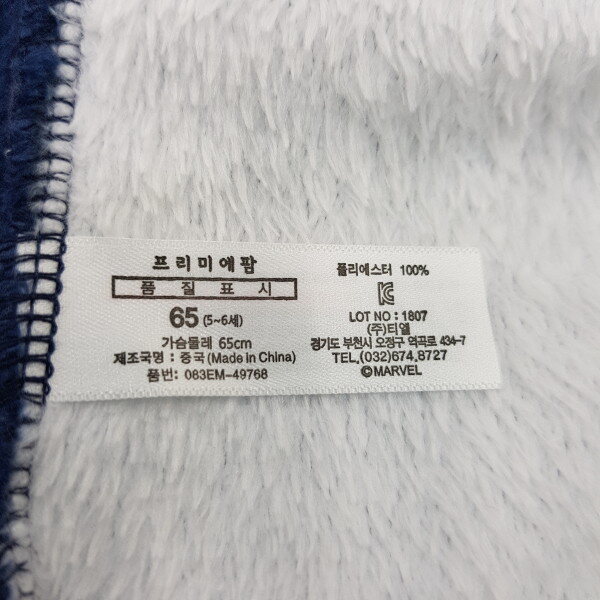 프리미에팜
품질표시
65 (5~6세)
가슴둘레 65cm
제조국명 : 중국(Made in China)
품번: 083EM-49768
폴리에스터 100%
LOT NO : 1807
(주)티엘
경기도 부천시 오정구 역곡로 434-7
TEL.(032)674.8727
©MARVEL